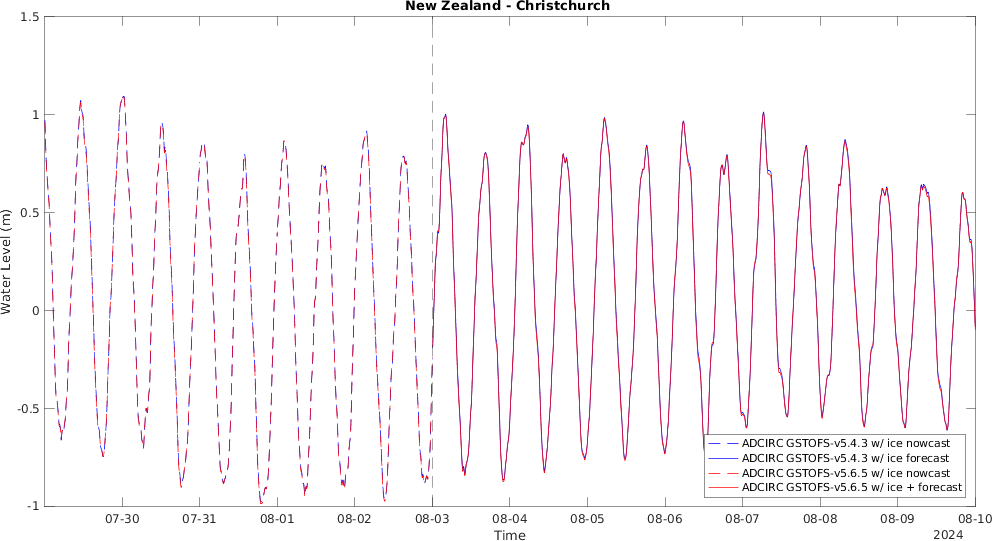 New Zealand - Christchurch
1.5
1
0.5
0
-0.5
-1
Water Level (m)
ADCIRC GSTOFS-v5.4.3 w/ ice nowcast
ADCIRC GSTOFS-v5.4.3 w/ ice forecast
ADCIRC GSTOFS-v5.6.5 w/ ice nowcast
ADCIRC GSTOFS-v5.6.5 w/ ice + forecast
07-30 07-31 08-01 08-02 08-03 08-04 08-05 08-06 08-07 08-08 08-09 08-10
Time
2024